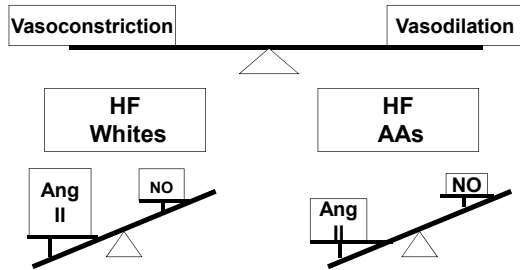 Vasoconstriction
Vasodilation
HF
Whites
HF
AAs
Ang
II
NO
Ang
II
NO